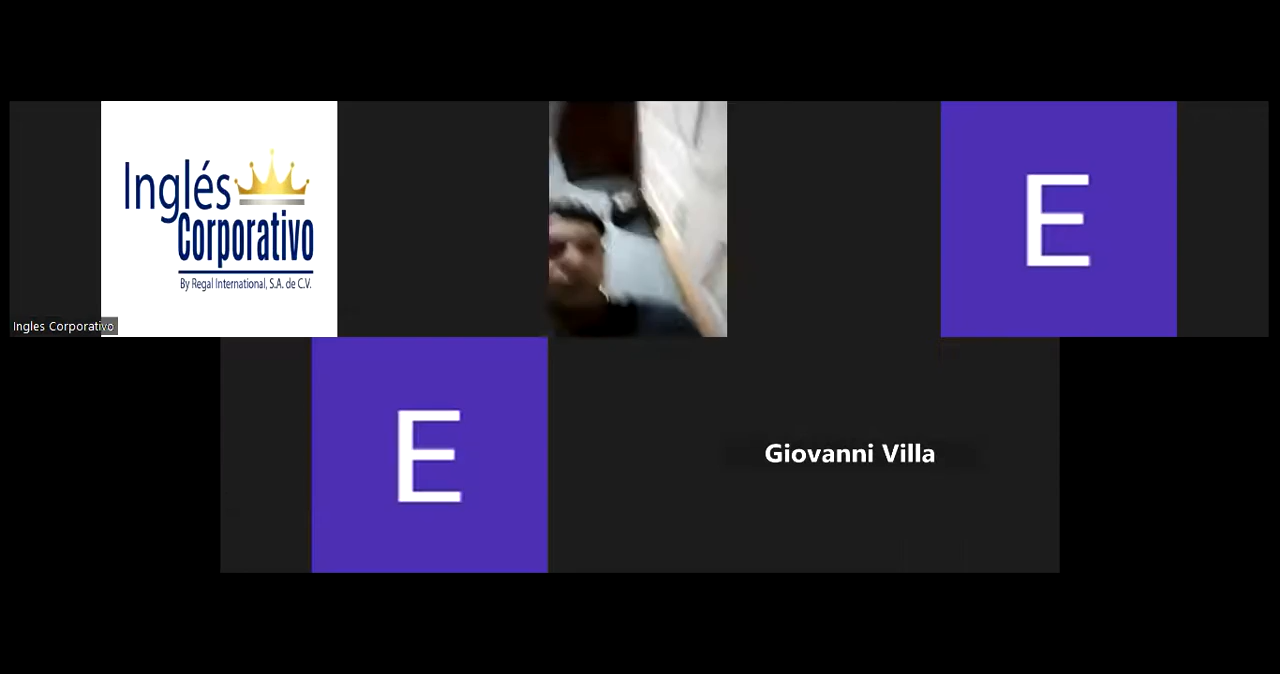 Inglés
Corporativo
By Regal International, S.A. de C.V.
Ingles Corporativo
E
E
Giovanni Villa